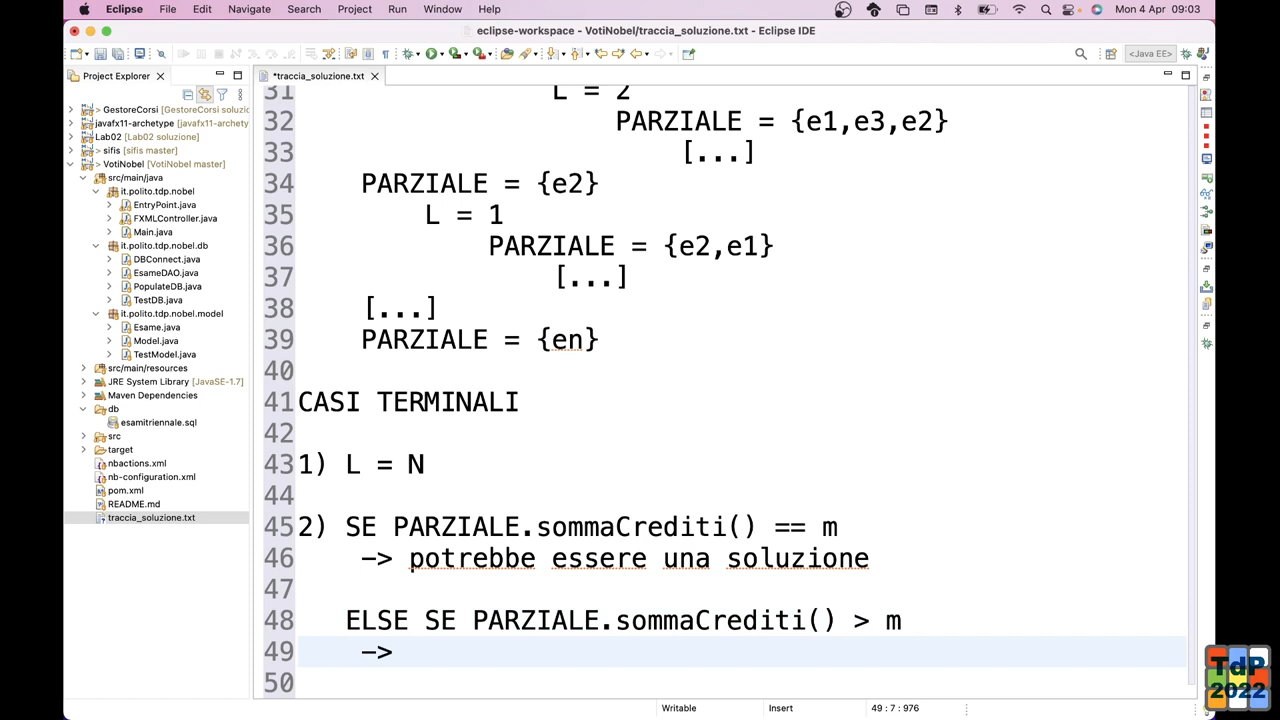 Eclipse File Edit Navigate Search Project Run Window Help Mon 4 Apr 09:03
eclipse-workspace - VotiNobel/traccia_soluzione.txt - Eclipse IDE
<Java EE>
Project Explorer
*traccia_soluzione.txt
GestoreCorsi [GestoreCorsi soluzio
javafx11-archetype (javafx11-archety
Lab02 (Lab02 soluzione]
sifis [sifis master]
VotiNobel [VotiNobel master]
src/main/java
it.polito.tdp.nobel
EntryPoint.java
FXMLController.java
Main.java
it.polito.tdp.nobel.db
DBConnect.java
EsameDAO.java
PopulateDB.java
TestDB.java
it.polito.tdp.nobel.model
Esame.java
Model.java
TestModel.java
src/main/resources
JRE System Library [JavaSE-1.7]
Maven Dependencies
db
esamitriennale.sql
src
target
nbactions.xml
nb-configuration.xml
pom.xml
README.md
traccia_soluzione.txt
31 L = 2
32 PARZIALE = {e1,e3,e2}
33 [...]
34 PARZIALE = {e2}
35 L = 1
36 PARZIALE = {e2,e1}
37 [...]
38 [...]
39 PARZIALE = {en}
40
41 CASI TERMINALI
42
43 1) L = N
44
45 2) SE PARZIALE.sommaCrediti() == m
46 -> potrebbe essere una soluzione
47
48 ELSE SE PARZIALE.sommaCrediti() > m
49 ->
50
Writable Insert 49 : 7 : 976
TdP
2022